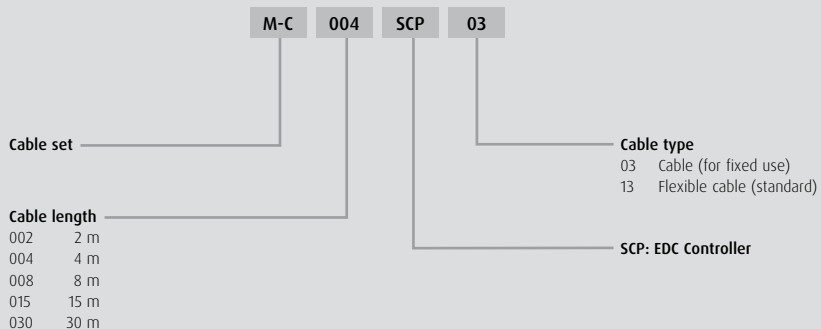 M-C 004 SCP 03
Cable set
Cable type
03 Cable (for fixed use)
13 Flexible cable (standard)
Cable length
002 2 m
004 4 m
008 8 m
015 15 m
030 30 m
SCP: EDC Controller